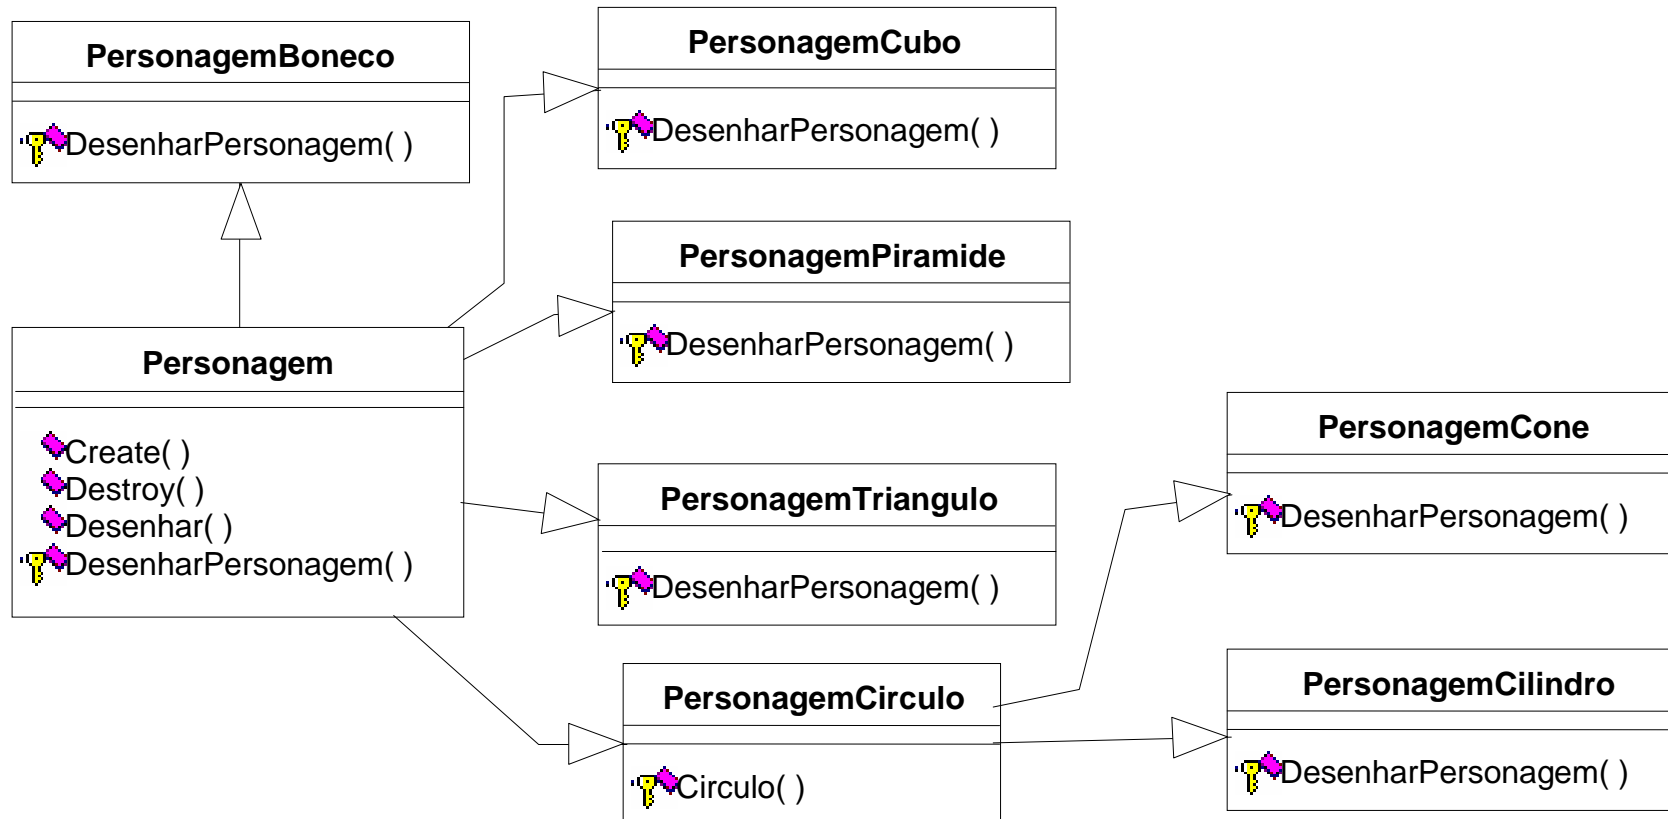 PersonagemBoneco
DesenharPersonagem( )
PersonagemCubo
DesenharPersonagem( )
PersonagemPiramide
DesenharPersonagem( )
Personagem
Create( )
Destroy( )
Desenhar( )
DesenharPersonagem( )
PersonagemTriangulo
DesenharPersonagem( )
PersonagemCirculo
Circulo( )
PersonagemCone
DesenharPersonagem( )
PersonagemCilindro
DesenharPersonagem( )